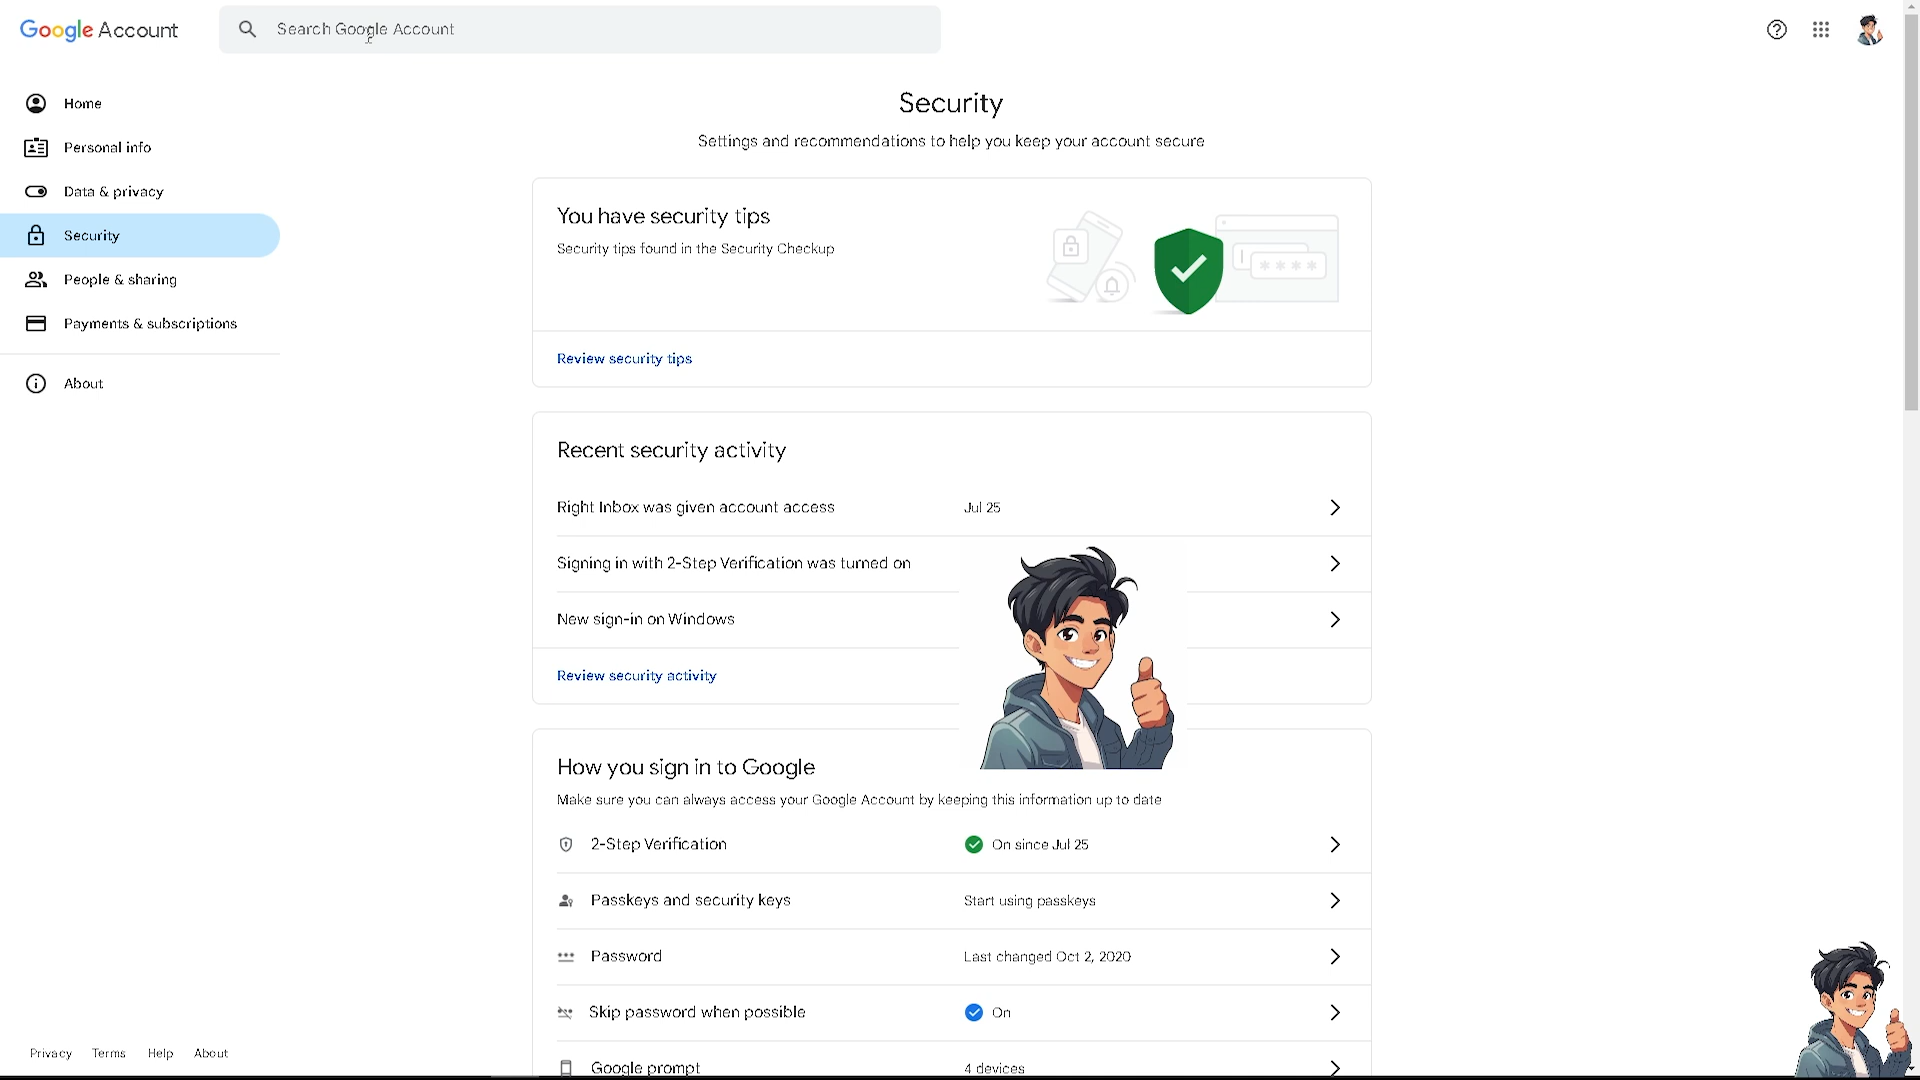 Google Account
Search Google Account
Home
Personal info
Data & privacy
Security
People & sharing
Payments & subscriptions
About
Security
Settings and recommendations to help you keep your account secure
You have security tips
Security tips found in the Security Checkup
****
Review security tips
Recent security activity
Right Inbox was given account access Jul 25
Signing in with 2-Step Verification was turned on
New sign-in on Windows
Review security activity
How you sign in to Google
Make sure you can always access your Google Account by keeping this information up to date
2-Step Verification On since Jul 25
Passkeys and security keys Start using passkeys
Password Last changed Oct 2, 2020
Skip password when possible On
Google prompt 4 devices
Privacy Terms Help About